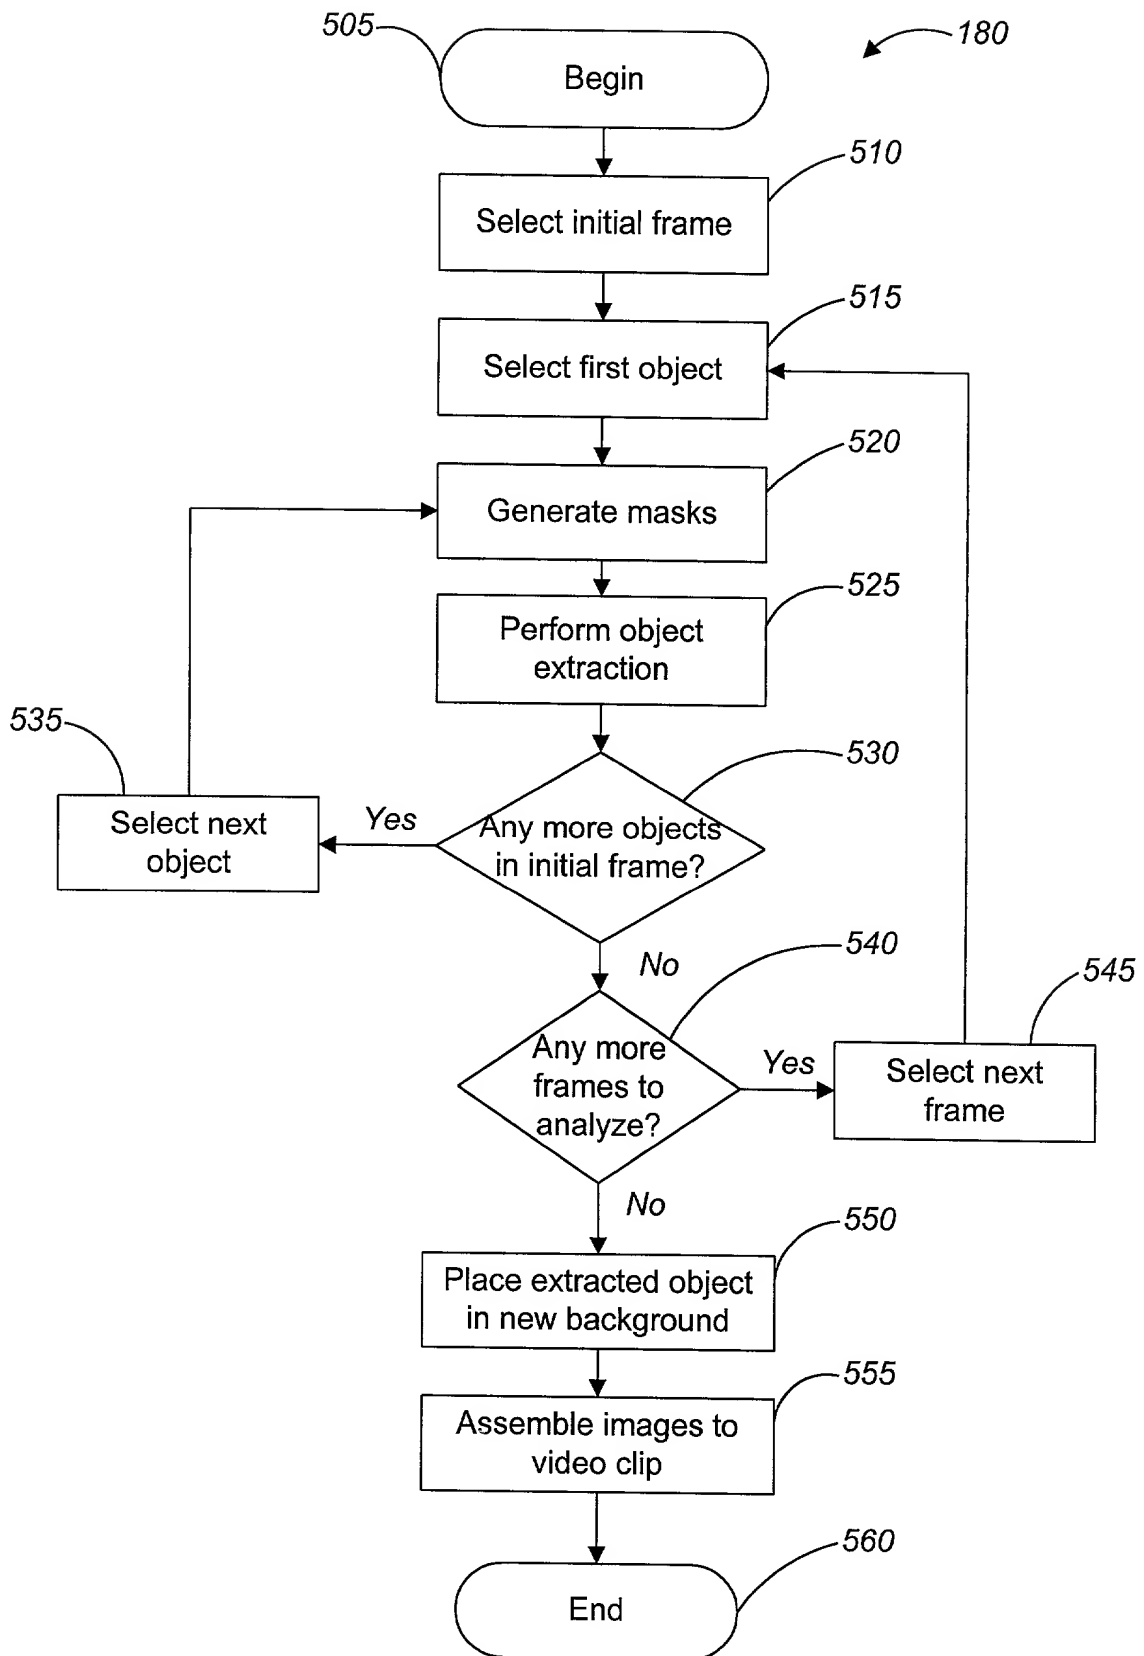 505
Begin
180
510
Select initial frame
515
Select first object
520
Generate masks
525
Perform object
extraction
535
530
Select next
object
Yes
Any more objects
in initial frame?
No
540
545
Any more
frames to
analyze?
Yes
Select next
frame
No
550
Place extracted object
in new background
555
Assemble images to
video clip
560
End